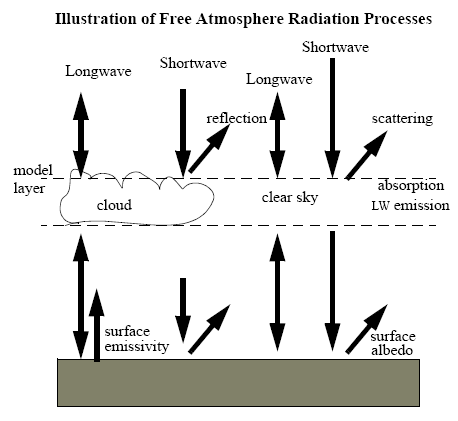 Illustration of Free Atmosphere Radiation Processes
Longwave
Shortwave
Longwave
Shortwave
reflection
scattering
model
layer
cloud
clear sky
absorption
LW emission
surface
emissivity
surface
albedo